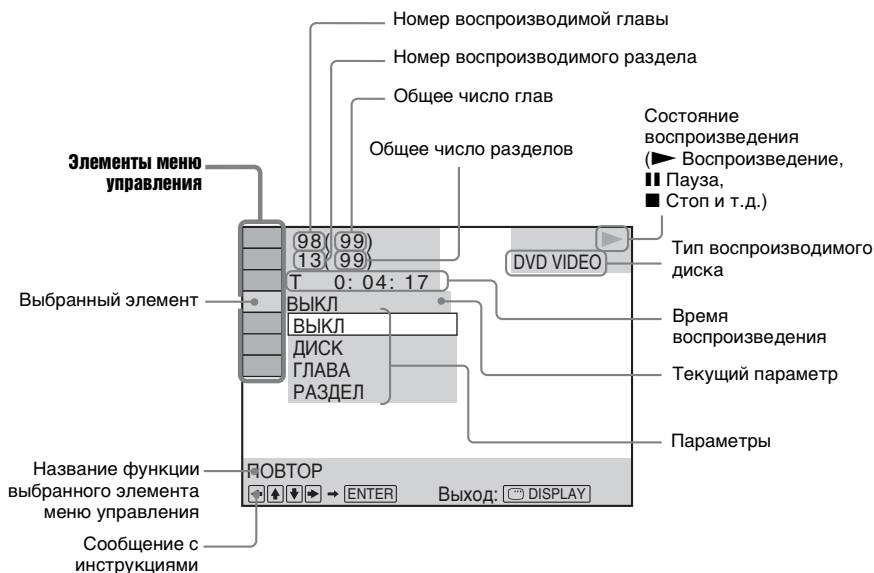 Номер воспроизводимой главы
Номер воспроизводимого раздела
Общее число глав
Общее число разделов
Состояние
воспроизведения
(► Воспроизведение,
❚❚ Пауза,
■ Стоп и т.д.)
Элементы меню
управления
98( 99)
13( 99)
DVD VIDEO
Тип воспроизводимого
диска
T 0: 04: 17
Выбранный элемент
ВЫКЛ
ВЫКЛ
ДИСК
ГЛАВА
РАЗДЕЛ
Время
воспроизведения
Текущий параметр
Параметры
Название функции
выбранного элемента
меню управления
ПОВТОР
ENTER
Выход: DISPLAY
Сообщение с
инструкциями